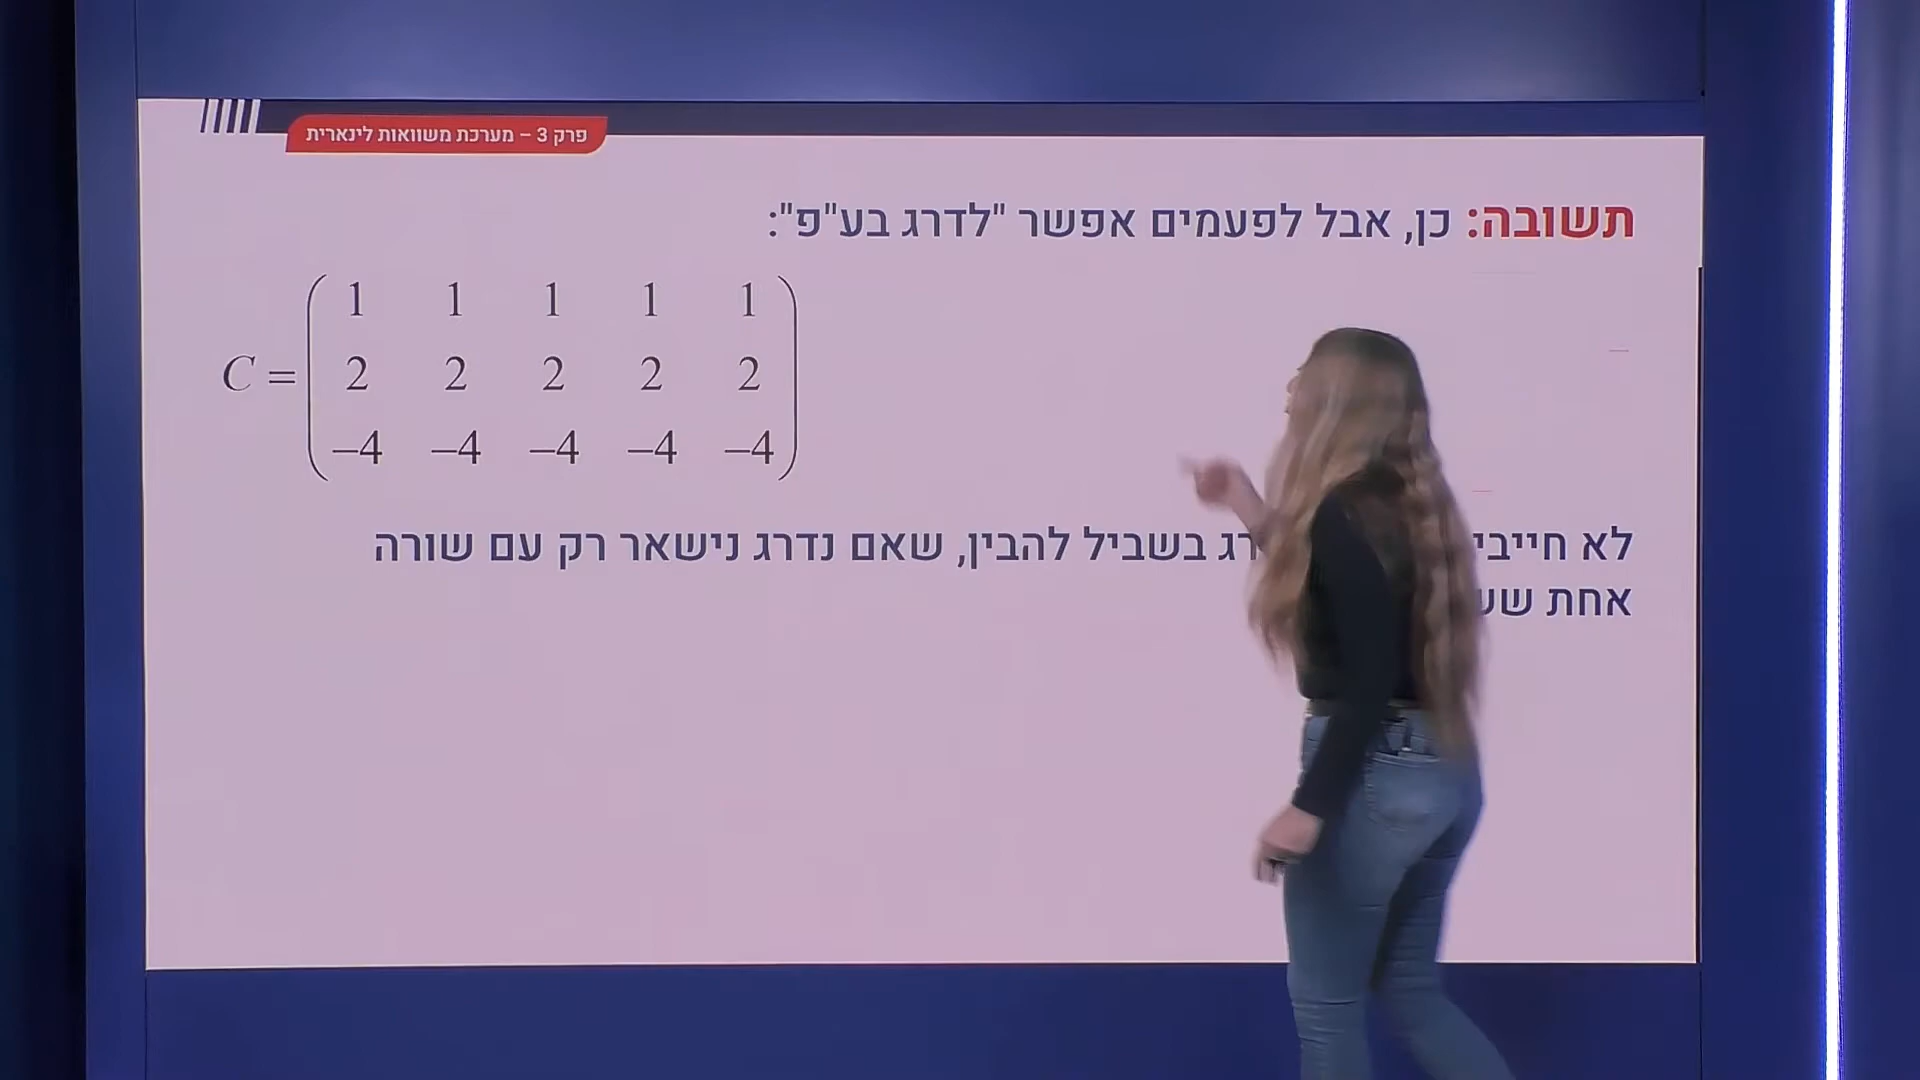 פרק 3 – מערכת משוואות לינארית
תשובה: כן, אבל לפעמים אפשר "לדרג בע"פ":
1 1 1 1 1
C = 2 2 2 2 2
–4 –4 –4 –4 –4
לא בשביל להבין, שאם נדרג נישאר רק עם שורה
אחת